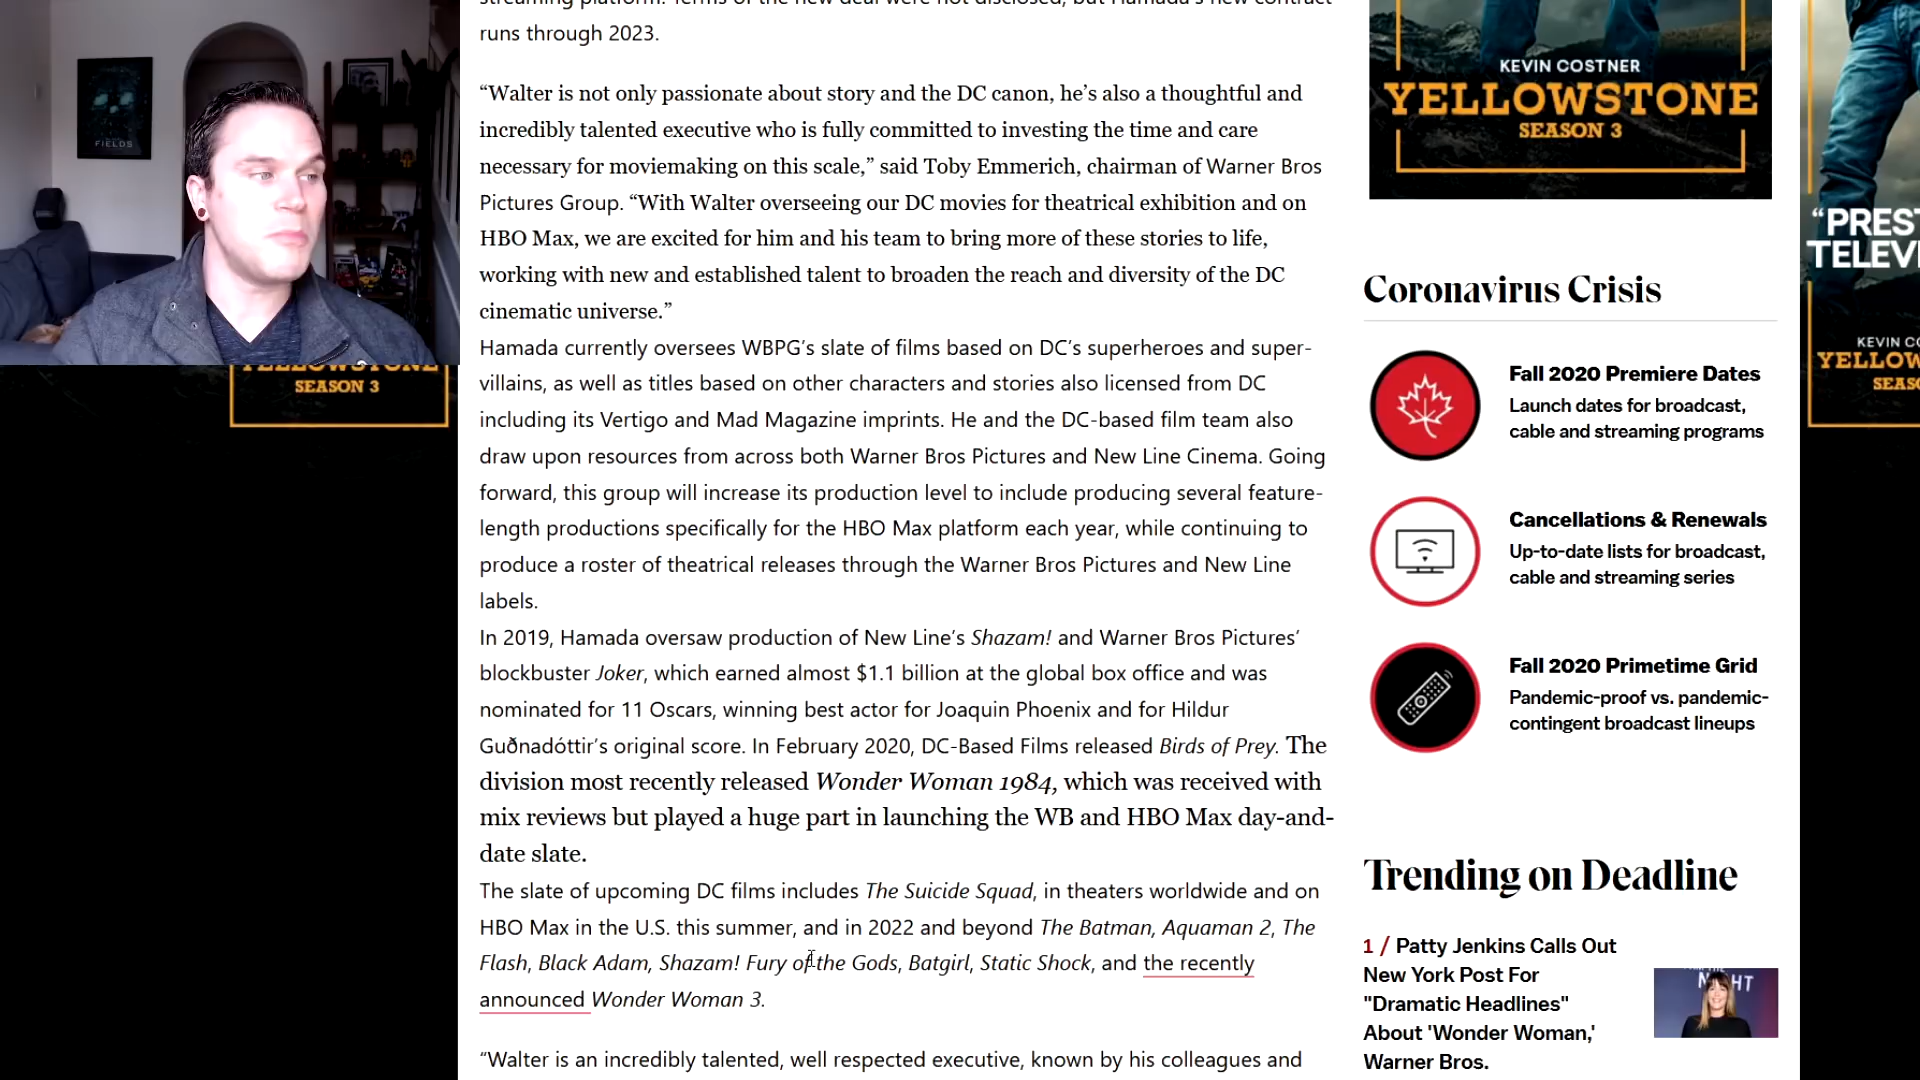 streaming platform. Terms of the new deal were not disclosed, but Hamada's new contract
runs through 2023.
“Walter is not only passionate about story and the DC canon, he’s also a thoughtful and
incredibly talented executive who is fully committed to investing the time and care
necessary for moviemaking on this scale,” said Toby Emmerich, chairman of Warner Bros
Pictures Group. “With Walter overseeing our DC movies for theatrical exhibition and on
HBO Max, we are excited for him and his team to bring more of these stories to life,
working with new and established talent to broaden the reach and diversity of the DC
cinematic universe.”
Hamada currently oversees WBPG’s slate of films based on DC’s superheroes and super-
villains, as well as titles based on other characters and stories also licensed from DC
including its Vertigo and Mad Magazine imprints. He and the DC-based film team also
draw upon resources from across both Warner Bros Pictures and New Line Cinema. Going
forward, this group will increase its production level to include producing several feature-
length productions specifically for the HBO Max platform each year, while continuing to
produce a roster of theatrical releases through the Warner Bros Pictures and New Line
labels.
In 2019, Hamada oversaw production of New Line’s Shazam! and Warner Bros Pictures’
blockbuster Joker, which earned almost $1.1 billion at the global box office and was
nominated for 11 Oscars, winning best actor for Joaquin Phoenix and for Hildur
Guðnadóttir’s original score. In February 2020, DC-Based Films released Birds of Prey. The
division most recently released Wonder Woman 1984, which was received with
mix reviews but played a huge part in launching the WB and HBO Max day-and-
date slate.
The slate of upcoming DC films includes The Suicide Squad, in theaters worldwide and on
HBO Max in the U.S. this summer, and in 2022 and beyond The Batman, Aquaman 2, The
Flash, Black Adam, Shazam! Fury of the Gods, Batgirl, Static Shock, and the recently
announced Wonder Woman 3.
“Walter is an incredibly talented, well respected executive, known by his colleagues and
FIELDS
YELLOWSTONE
SEASON 3
KEVIN COSTNER
YELLOWSTONE
SEASON 3
Coronavirus Crisis
Fall 2020 Premiere Dates
Launch dates for broadcast,
cable and streaming programs
Cancellations & Renewals
Up-to-date lists for broadcast,
cable and streaming series
Fall 2020 Primetime Grid
Pandemic-proof vs. pandemic-
contingent broadcast lineups
Trending on Deadline
1 / Patty Jenkins Calls Out
New York Post For
"Dramatic Headlines"
About 'Wonder Woman,'
Warner Bros.
“PRES
TELEV
KEVIN CO
YELLOW
SEAS